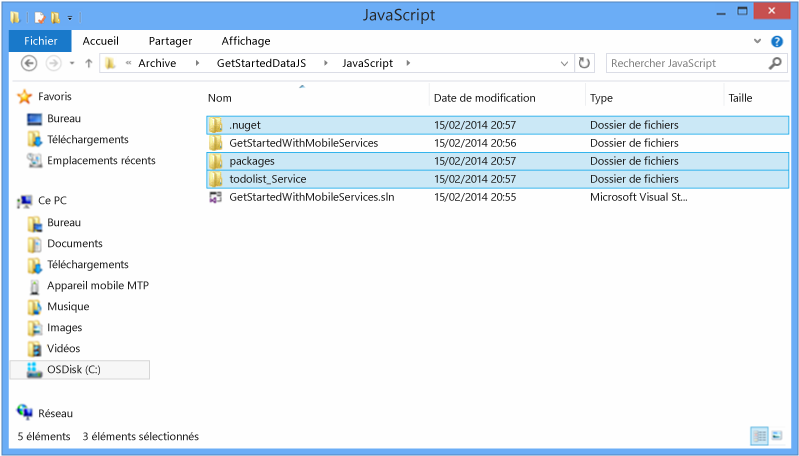 JavaScript
Fichier Accueil Partager Affichage
« Archive GetStartedDataJS JavaScript Rechercher JavaScript
Nom Date de modification Type Taille
Favoris
Bureau
Téléchargements
Emplacements récents
Ce PC
Bureau
Documents
Téléchargements
Appareil mobile MTP
Musique
Images
Vidéos
OSDisk (C:)
Réseau
.nuget 15/02/2014 20:57 Dossier de fichiers
GetStartedWithMobileServices 15/02/2014 20:56 Dossier de fichiers
packages 15/02/2014 20:57 Dossier de fichiers
todolist_Service 15/02/2014 20:57 Dossier de fichiers
GetStartedWithMobileServices.sln 15/02/2014 20:55 Microsoft Visual St...
5 éléments 3 éléments sélectionnés